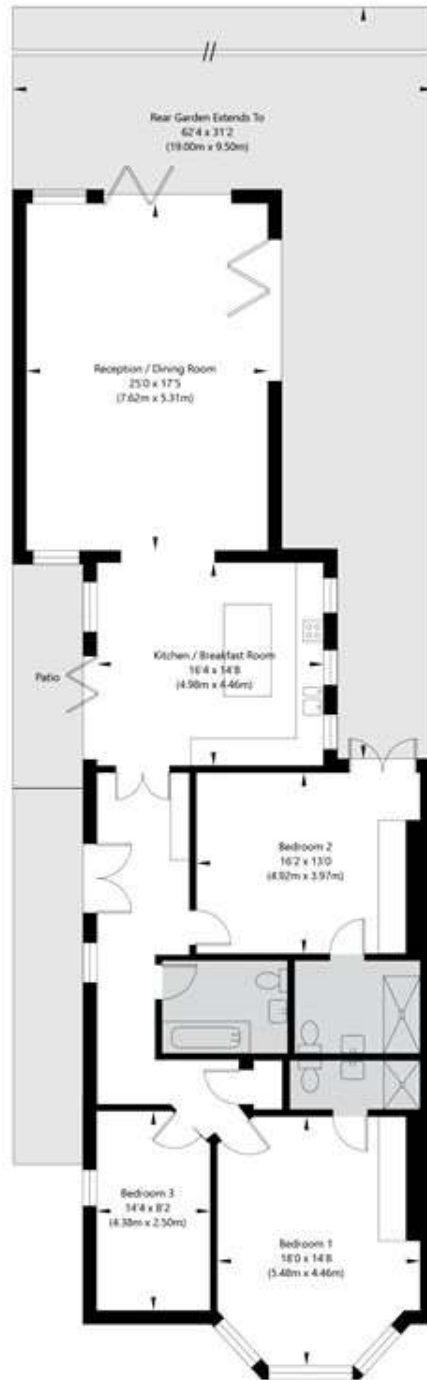 Rear Garden Extends To
62'4 x 31'2
(19.00m x 9.50m)
Reception / Dining Room
25'0 x 17'5
(7.62m x 5.31m)
Kitchen / Breakfast Room
16'4 x 14'8
(4.98m x 4.46m)
Patio
Bedroom 2
16'2 x 13'0
(4.92m x 3.97m)
Bedroom 3
14'4 x 8'2
(4.38m x 2.50m)
Bedroom 1
18'0 x 14'8
(5.48m x 4.46m)